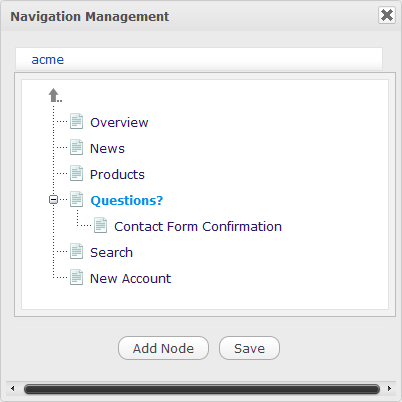 Navigation Management
acme
..
Overview
News
Products
Questions?
Contact Form Confirmation
Search
New Account
Add Node Save